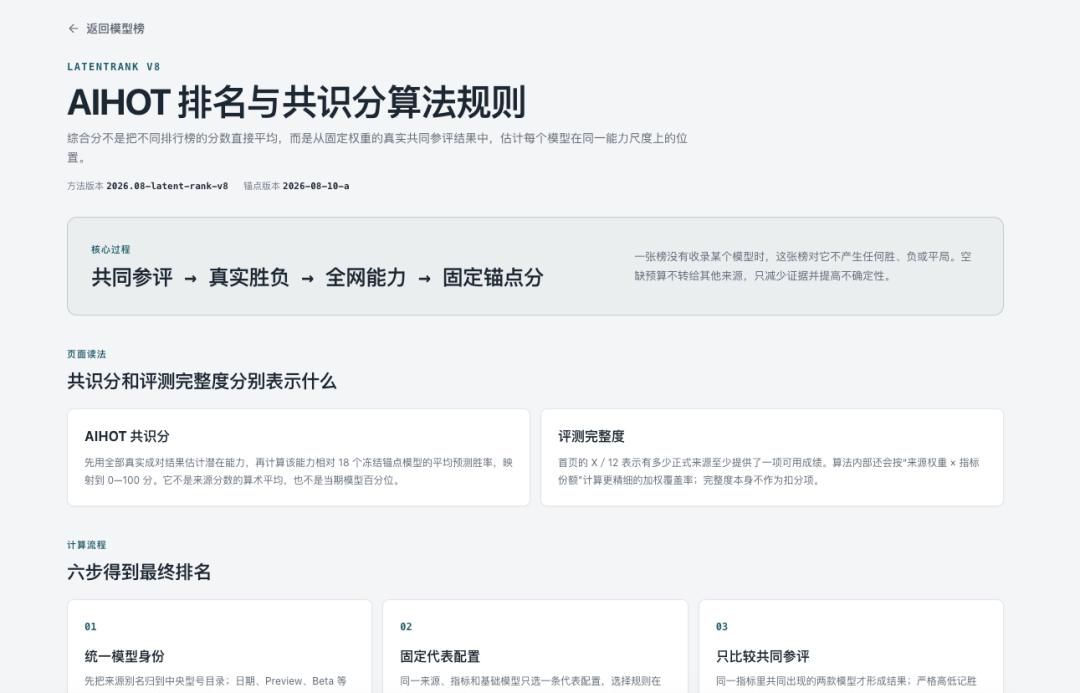 ← 返回模型榜
LATENTRANK V8
AIHOT 排名与共识分算法规则
综合分不是把不同排行榜的分数直接平均，而是从固定权重的真实共同参评结果中，估计每个模型在同一能力尺度上的位
置。
方法版本 2026.08-latent-rank-v8 锚点版本 2026-08-10-a
核心过程
共同参评 → 真实胜负 → 全网能力 → 固定锚点分
一张榜没有收录某个模型时，这张榜对它不产生任何胜、负或平局。空
缺预算不转给其他来源，只减少证据并提高不确定性。
页面读法
共识分和评测完整度分别表示什么
AIHOT 共识分
先用全部真实成对结果估计潜在能力，再计算该能力相对 18 个冻结锚点模型的平均预测胜率，映
射到 0—100 分。它不是来源分数的算术平均，也不是当期模型百分位。
评测完整度
首页的 X / 12 表示有多少正式来源至少提供了一项可用成绩。算法内部还会按“来源权重 × 指标
份额”计算更精细的加权覆盖率；完整度本身不作为扣分项。
计算流程
六步得到最终排名
01
统一模型身份
先把来源别名归到中央型号目录；日期、Preview、Beta 等
02
固定代表配置
同一来源、指标和基础模型只选一条代表配置，选择规则在
03
只比较共同参评
同一指标里共同出现的两款模型才形成结果；严格高低记胜